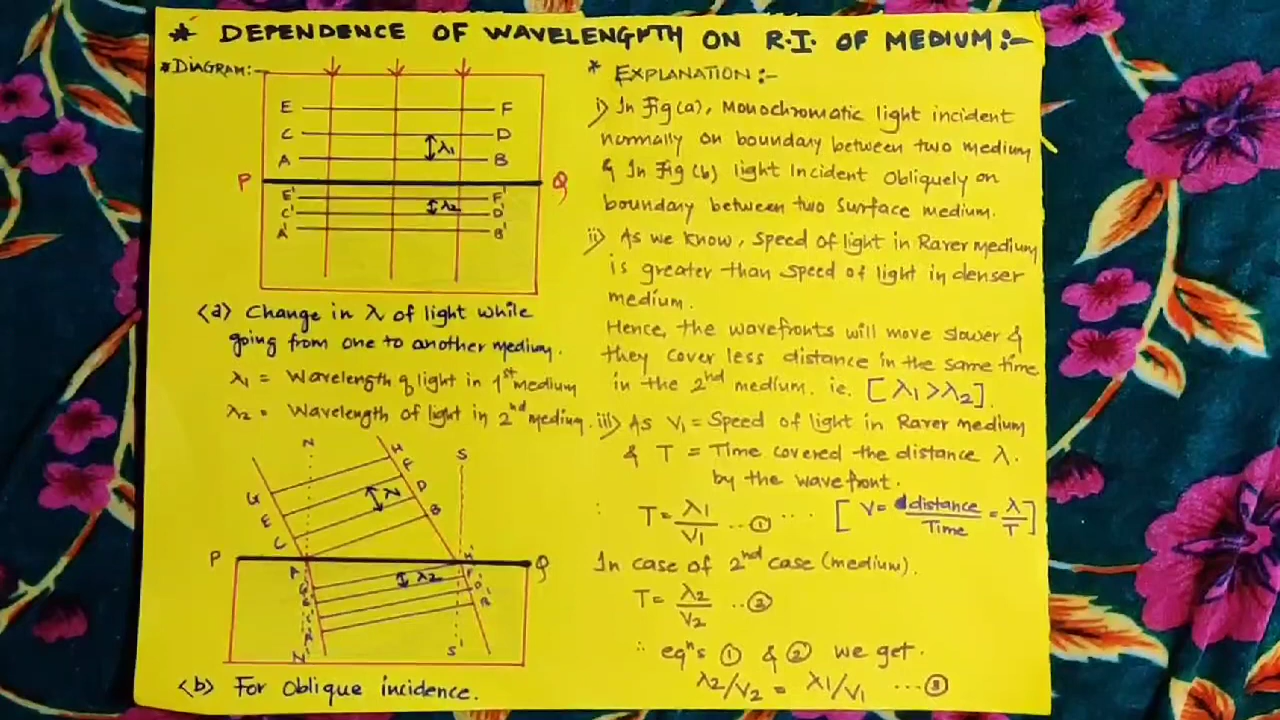 * DEPENDENCE OF WAVELENGTH ON R.I. OF MEDIUM:-
* DIAGRAM:-
E F
C D
λ1
A B
P Q
E' F'
λ2
C' D'
A' B'
(a) Change in λ of light while
going from one to another medium.
λ1 = Wavelength of light in 1st medium
λ2 = Wavelength of light in 2nd medium.
N S
H
F
G D
λ1
E B
C
P Q
A H'
λ2 F'
D'
B'
A'
N' S'
(b) For Oblique incidence.
* EXPLANATION:-
i) In Fig (a), Monochromatic light incident
normally on boundary between two medium
& In Fig (b) light Incident Obliquely on
boundary between two Surface medium.
ii) As we know, Speed of light in Rarer medium
is greater than speed of light in denser
medium.
Hence, the wavefronts will move slower &
they cover less distance in the same time
in the 2nd medium. ie. [λ1>λ2].
iii) As V1 = Speed of light in Rarer medium
& T = Time covered the distance λ.
by the wavefront.
∴ T = λ1/V1 ...① .... [V = distance/Time = λ/T]
In case of 2nd case (medium).
T = λ2/V2 ..②
∴ eqns ① & ② we get.
λ2/V2 = λ1/V1 ....③